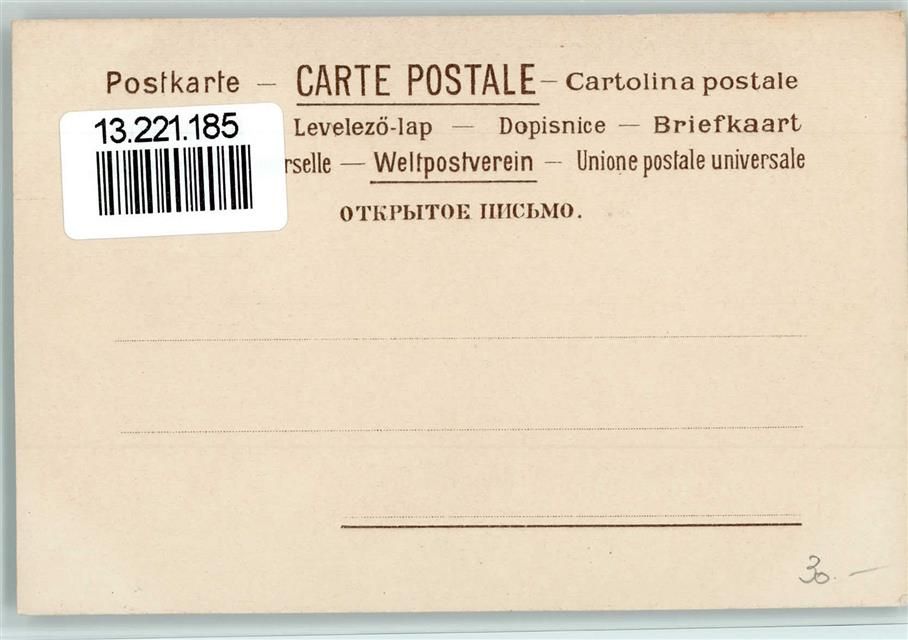 Postkarte — CARTE POSTALE — Cartolina postale
13.221.185
Levelező-lap — Dopisnice — Briefkaart
rselle — Weltpostverein — Unione postale universale
ОТКРЫТОЕ ПИСЬМО.
30.—